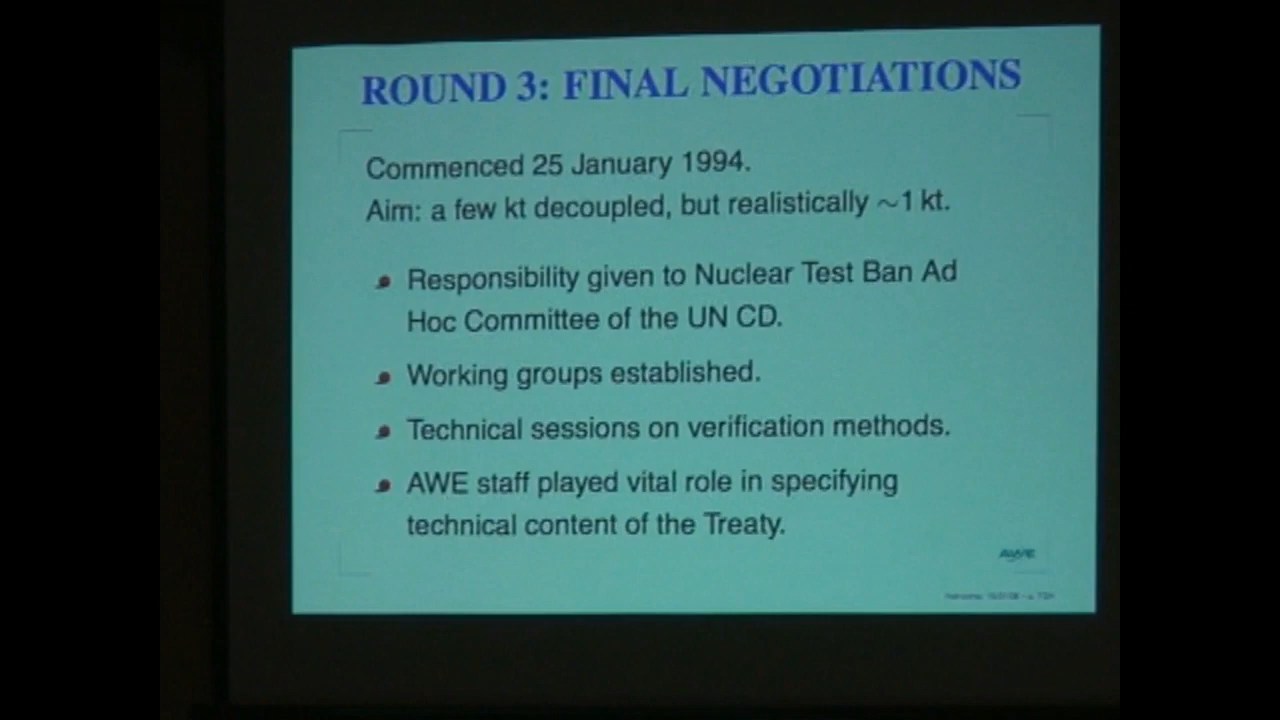 ROUND 3: FINAL NEGOTIATIONS
Commenced 25 January 1994.
Aim: a few kt decoupled, but realistically ~1 kt.
Responsibility given to Nuclear Test Ban Ad
Hoc Committee of the UN CD.
Working groups established.
Technical sessions on verification methods.
AWE staff played vital role in specifying
technical content of the Treaty.
AWE